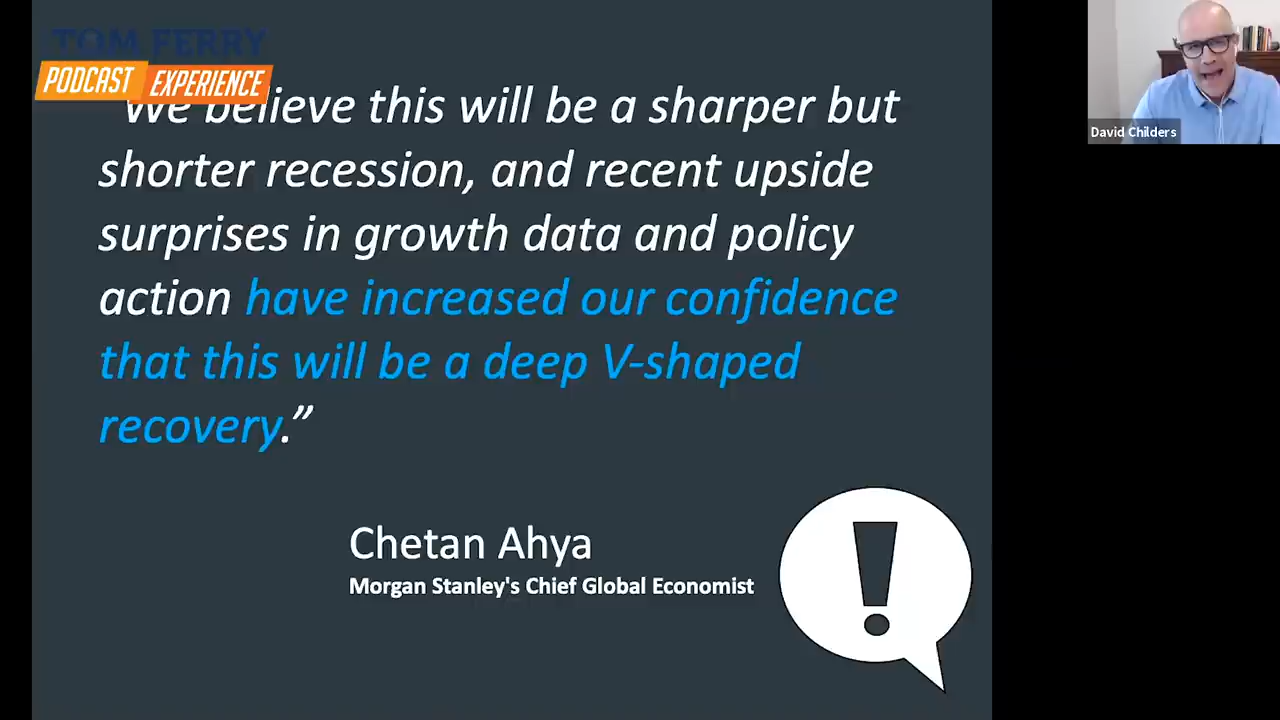 TOM FERRY
PODCAST EXPERIENCE
"We believe this will be a sharper but
shorter recession, and recent upside
surprises in growth data and policy
action have increased our confidence
that this will be a deep V-shaped
recovery.”
Chetan Ahya
Morgan Stanley's Chief Global Economist
!
David Childers